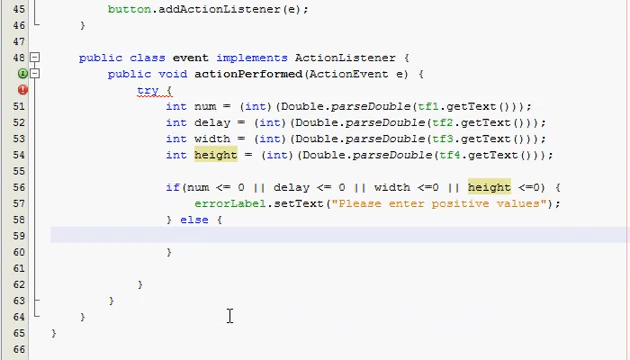 45 button.addActionListener(e);
46 }
48 public class event implements ActionListener {
public void actionPerformed(ActionEvent e) {
try {
51 int num = (int)(Double.parseDouble(tf1.getText()));
52 int delay = (int)(Double.parseDouble(tf2.getText()));
53 int width = (int)(Double.parseDouble(tf3.getText()));
54 int height = (int)(Double.parseDouble(tf4.getText()));
55
56 if(num <= 0 || delay <= 0 || width <=0 || height <=0) {
57 errorLabel.setText("Please enter positive values");
58 } else {
59
60 }
61
62 }
63 }
64 }
65 }
66